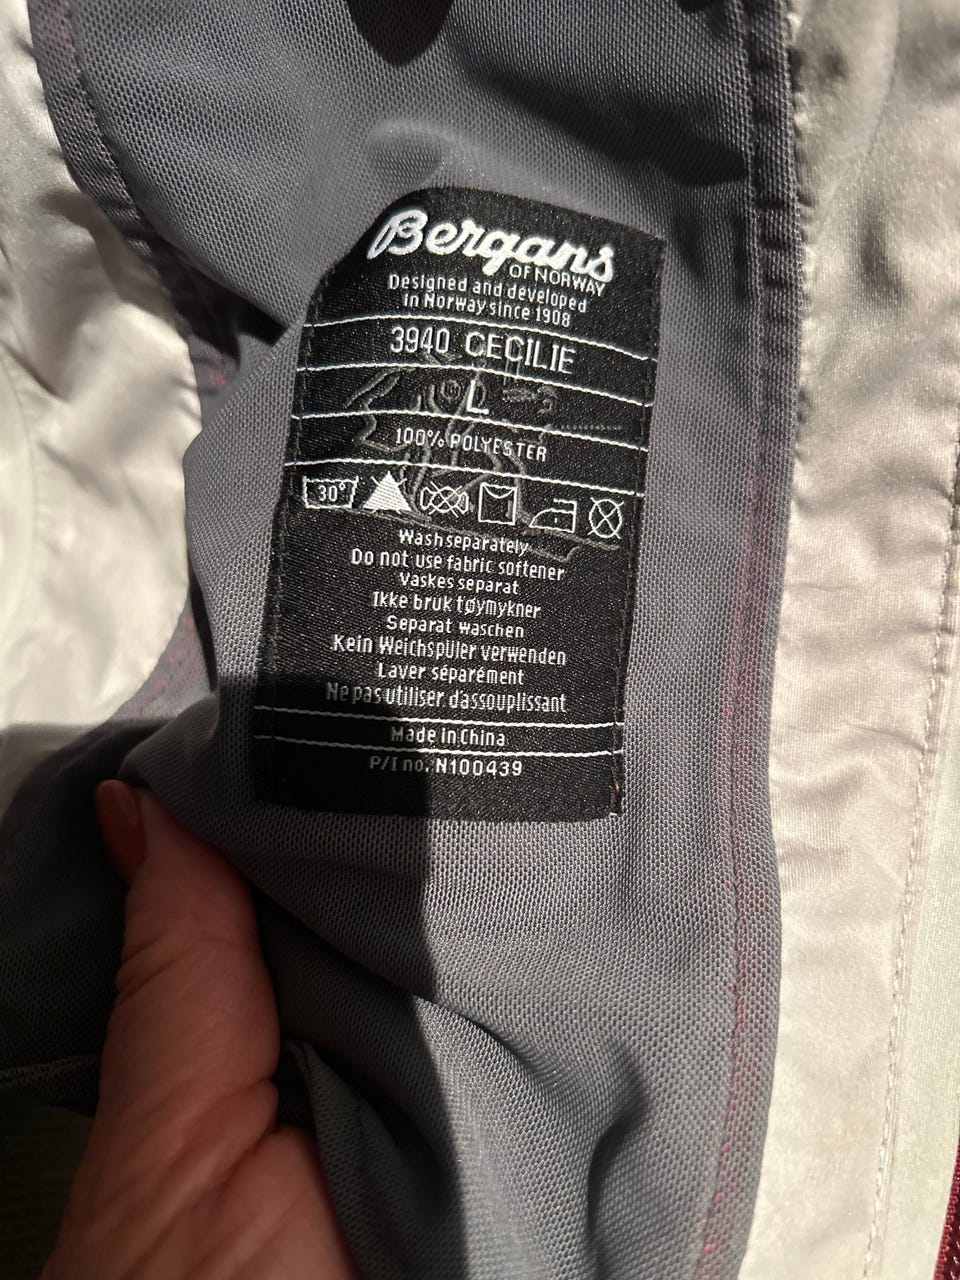 Bergans
OF NORWAY
Designed and developed
in Norway since 1908
3940 CECILIE
L
100% POLYESTER
30°
Wash separately
Do not use fabric softener
Vaskes separat
Ikke bruk tøymykner
Separat waschen
Kein Weichspüler verwenden
Laver séparément
Ne pas utiliser d'assouplissant
Made in China
P/I no. N100439